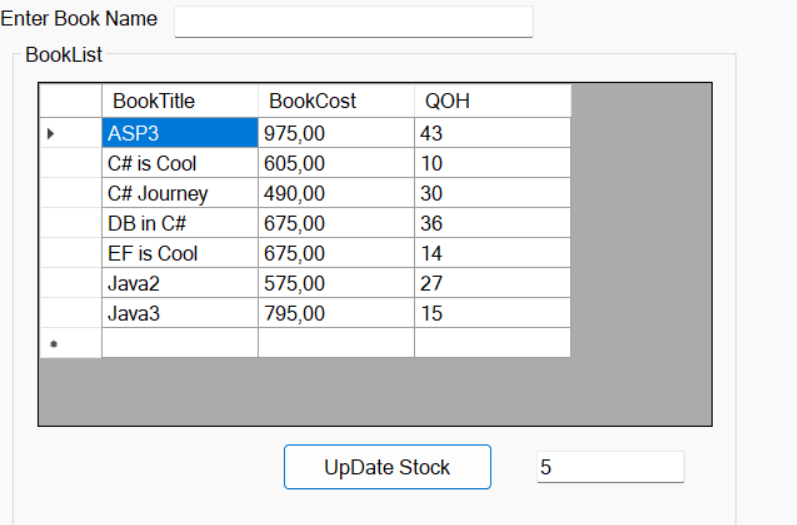 Enter Book Name
BookList
BookTitle BookCost QOH
ASP3 975,00 43
C# is Cool 605,00 10
C# Journey 490,00 30
DB in C# 675,00 36
EF is Cool 675,00 14
Java2 575,00 27
Java3 795,00 15
*
UpDate Stock 5